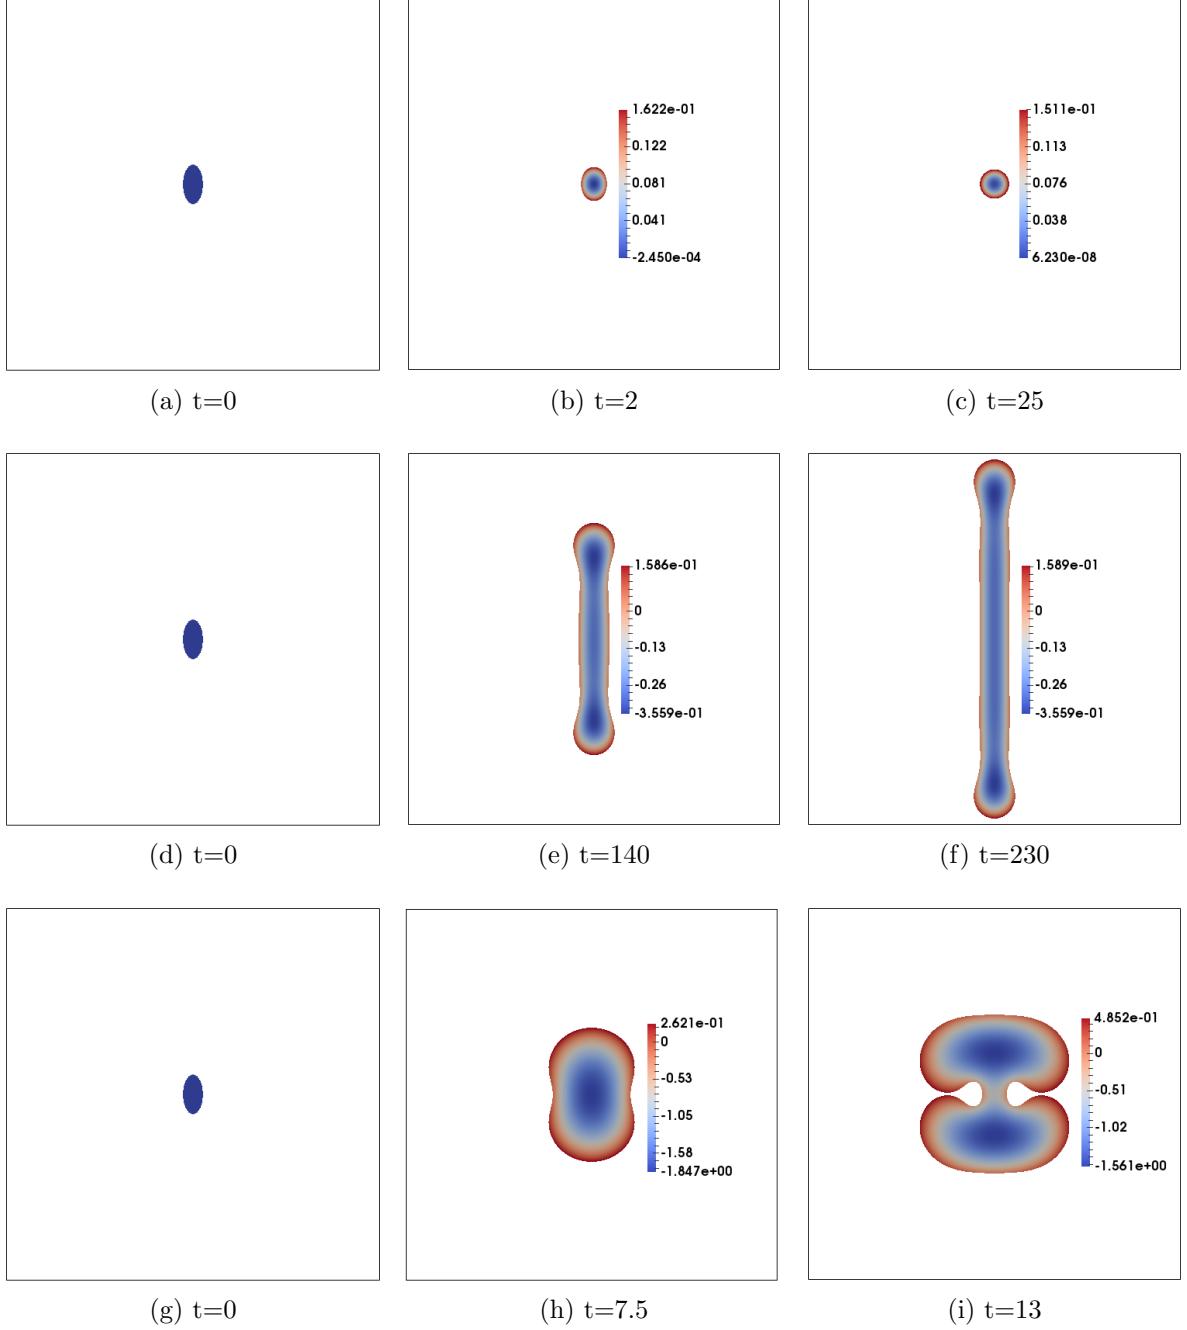 1.622e-01
0.122
0.081
0.041
-2.450e-04
1.511e-01
0.113
0.076
0.038
6.230e-08
(a) t=0
(b) t=2
(c) t=25
1.586e-01
0
-0.13
-0.26
-3.559e-01
1.589e-01
0
-0.13
-0.26
-3.559e-01
(d) t=0
(e) t=140
(f) t=230
2.621e-01
0
-0.53
-1.05
-1.58
-1.847e+00
4.852e-01
0
-0.51
-1.02
-1.561e+00
(g) t=0
(h) t=7.5
(i) t=13